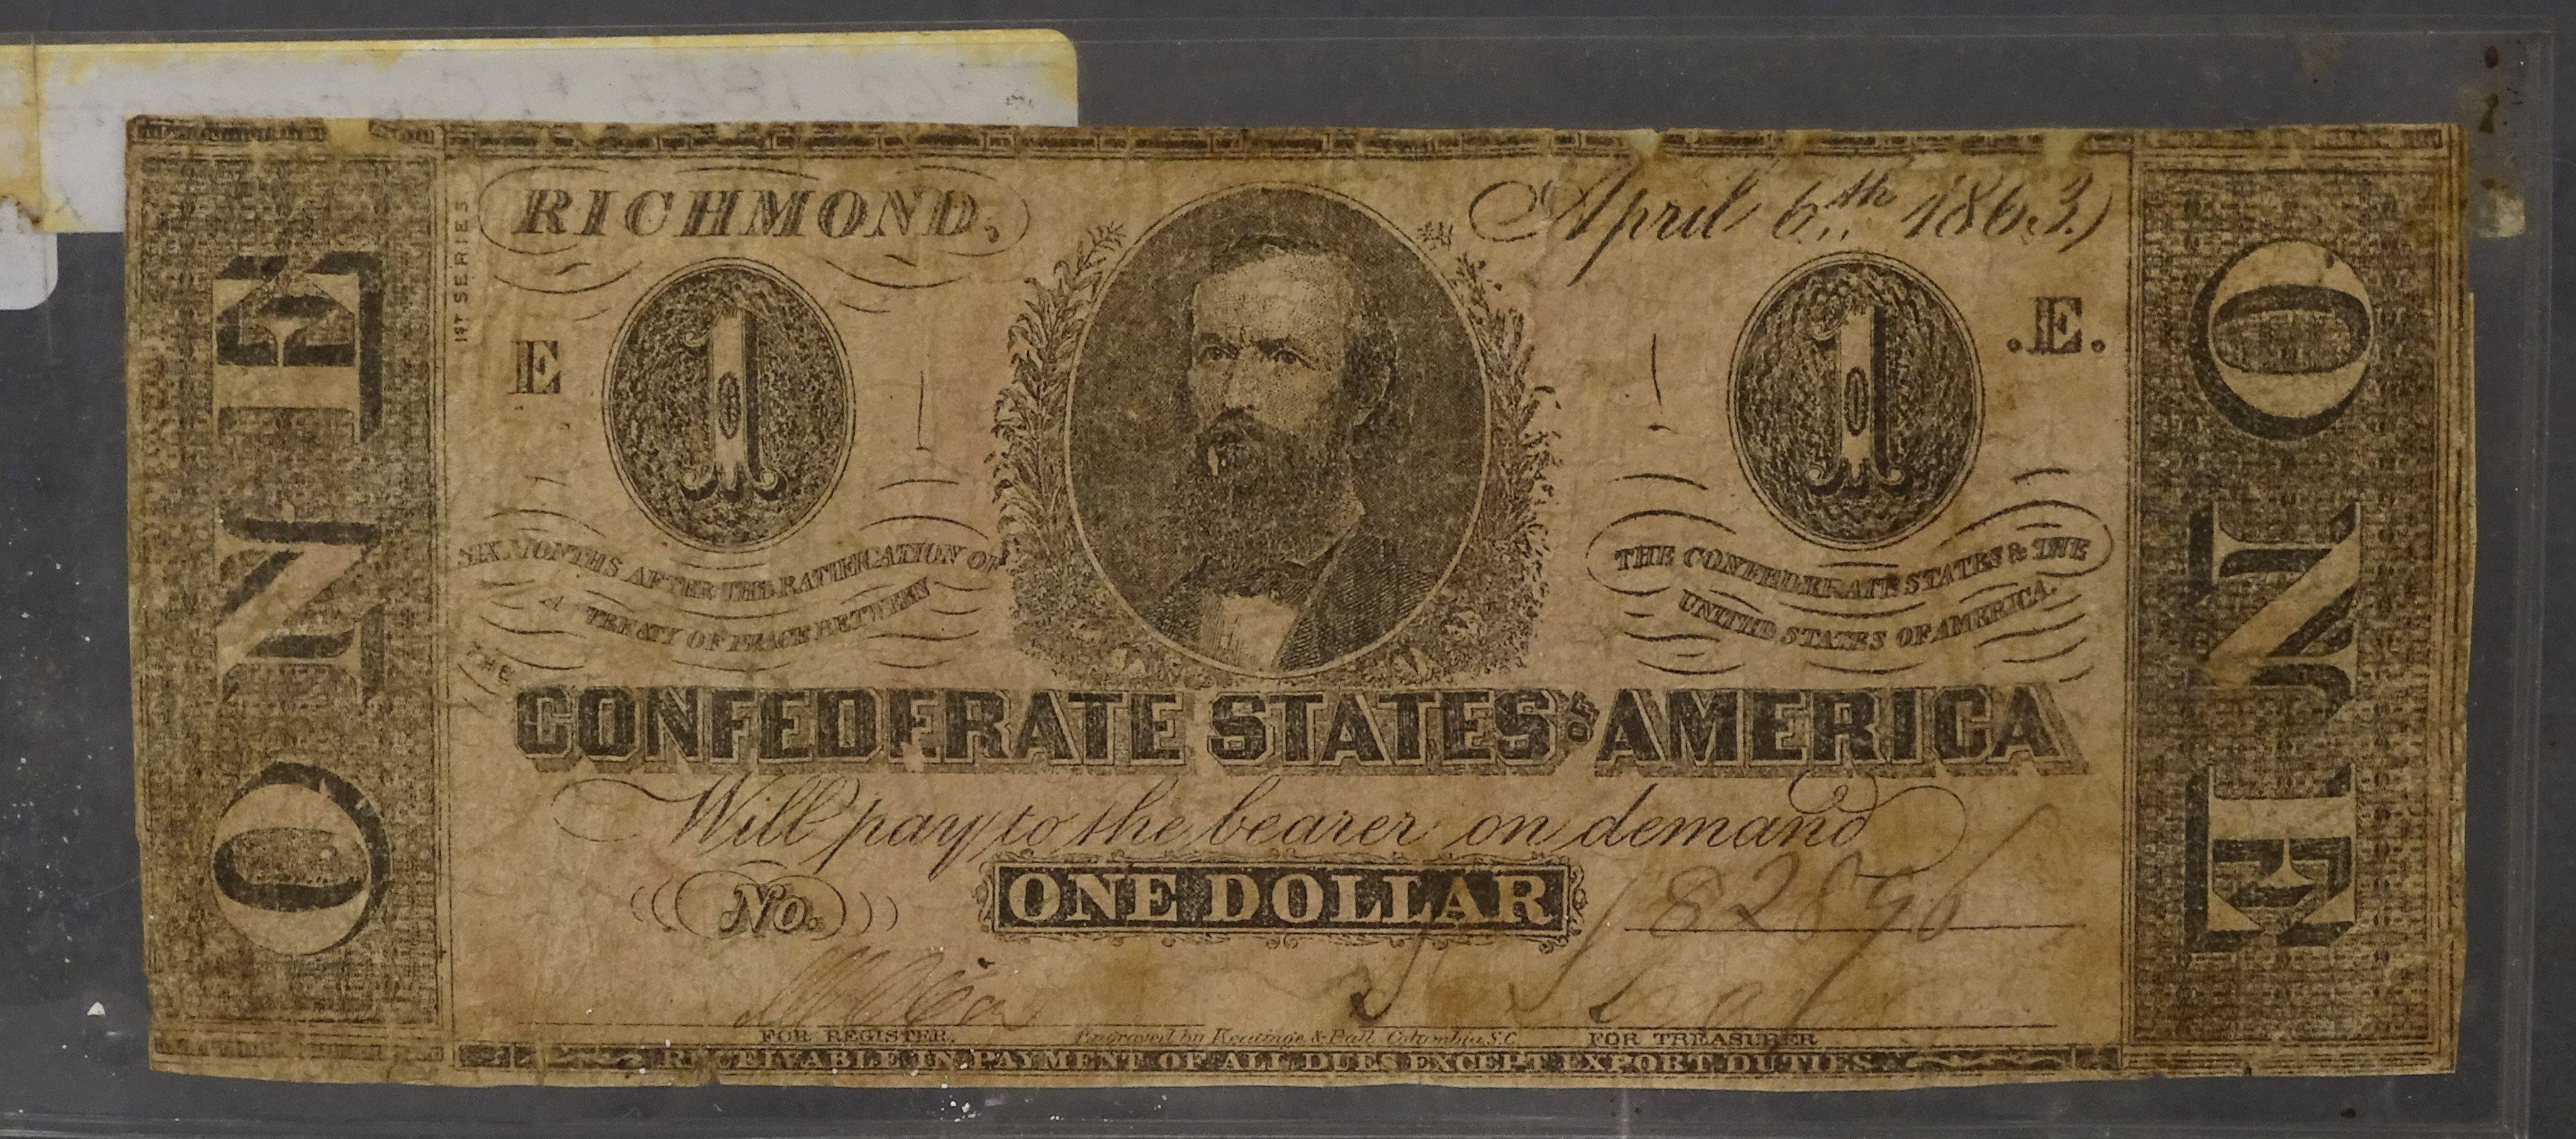 RICHMOND, April 6th 1863.
1ST SERIES
ONE
E 1 1 .E.
ONE
SIX MONTHS AFTER THE RATIFICATION OF
A TREATY OF PEACE BETWEEN
THE CONFEDERATE STATES & THE
UNITED STATES OF AMERICA.
THE
CONFEDERATE STATES OF AMERICA
Will pay to the bearer on demand
No. ONE DOLLAR 82896
FOR REGISTER. Engraved by Keatinge & Ball Columbia, S.C. FOR TREASURER
RECEIVABLE IN PAYMENT OF ALL DUES EXCEPT EXPORT DUTIES.